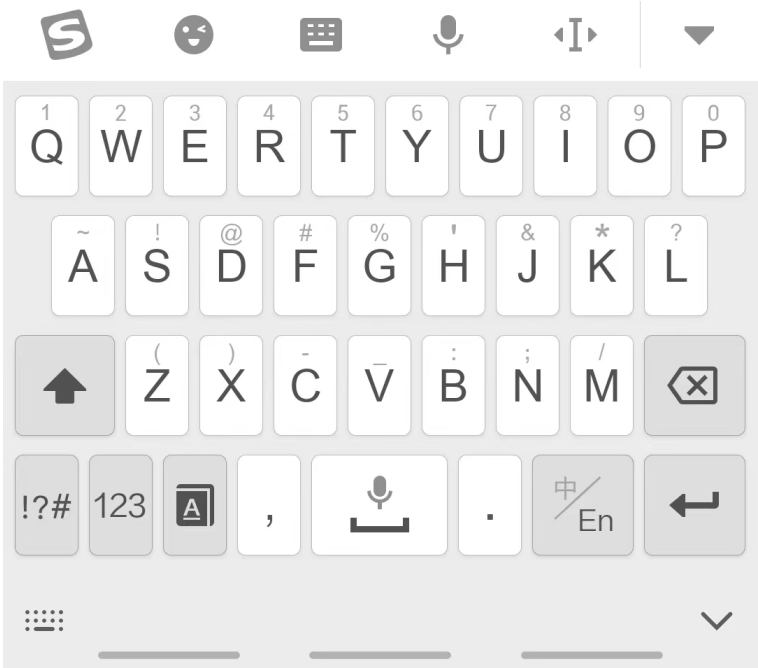 S
1 2 3 4 5 6 7 8 9 0
Q W E R T Y U I O P
~ ! @ # % ' & * ?
A S D F G H J K L
( ) - _ : ; /
Z X C V B N M
!?# 123 A , . 中/En